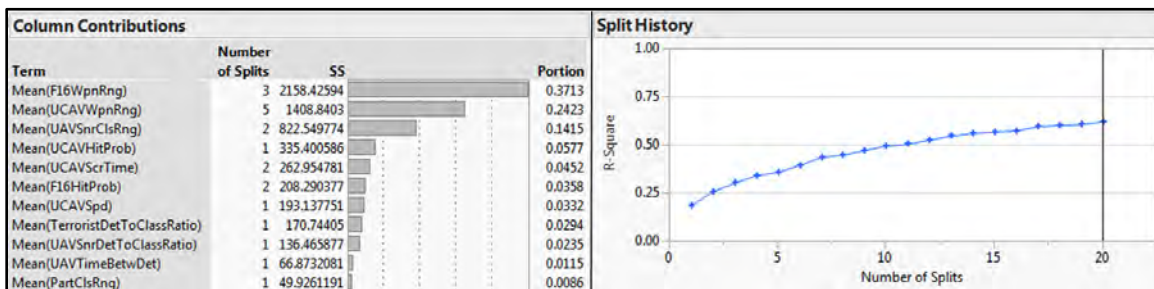 Column Contributions
Number
Term of Splits SS Portion
Mean(F16WpnRng) 3 2158.42594 0.3713
Mean(UCAVWpnRng) 5 1408.8403 0.2423
Mean(UAVSnrClsRng) 2 822.549774 0.1415
Mean(UCAVHitProb) 1 335.400586 0.0577
Mean(UCAVScrTime) 2 262.954781 0.0452
Mean(F16HitProb) 2 208.290377 0.0358
Mean(UCAVSpd) 1 193.137751 0.0332
Mean(TerroristDetToClassRatio) 1 170.74405 0.0294
Mean(UAVSnrDetToClassRatio) 1 136.465877 0.0235
Mean(UAVTimeBetwDet) 1 66.8732081 0.0115
Mean(PartClsRng) 1 49.9261191 0.0086
Split History
1.00
0.75
0.50
0.25
0.00
R-Square
0 5 10 15 20
Number of Splits